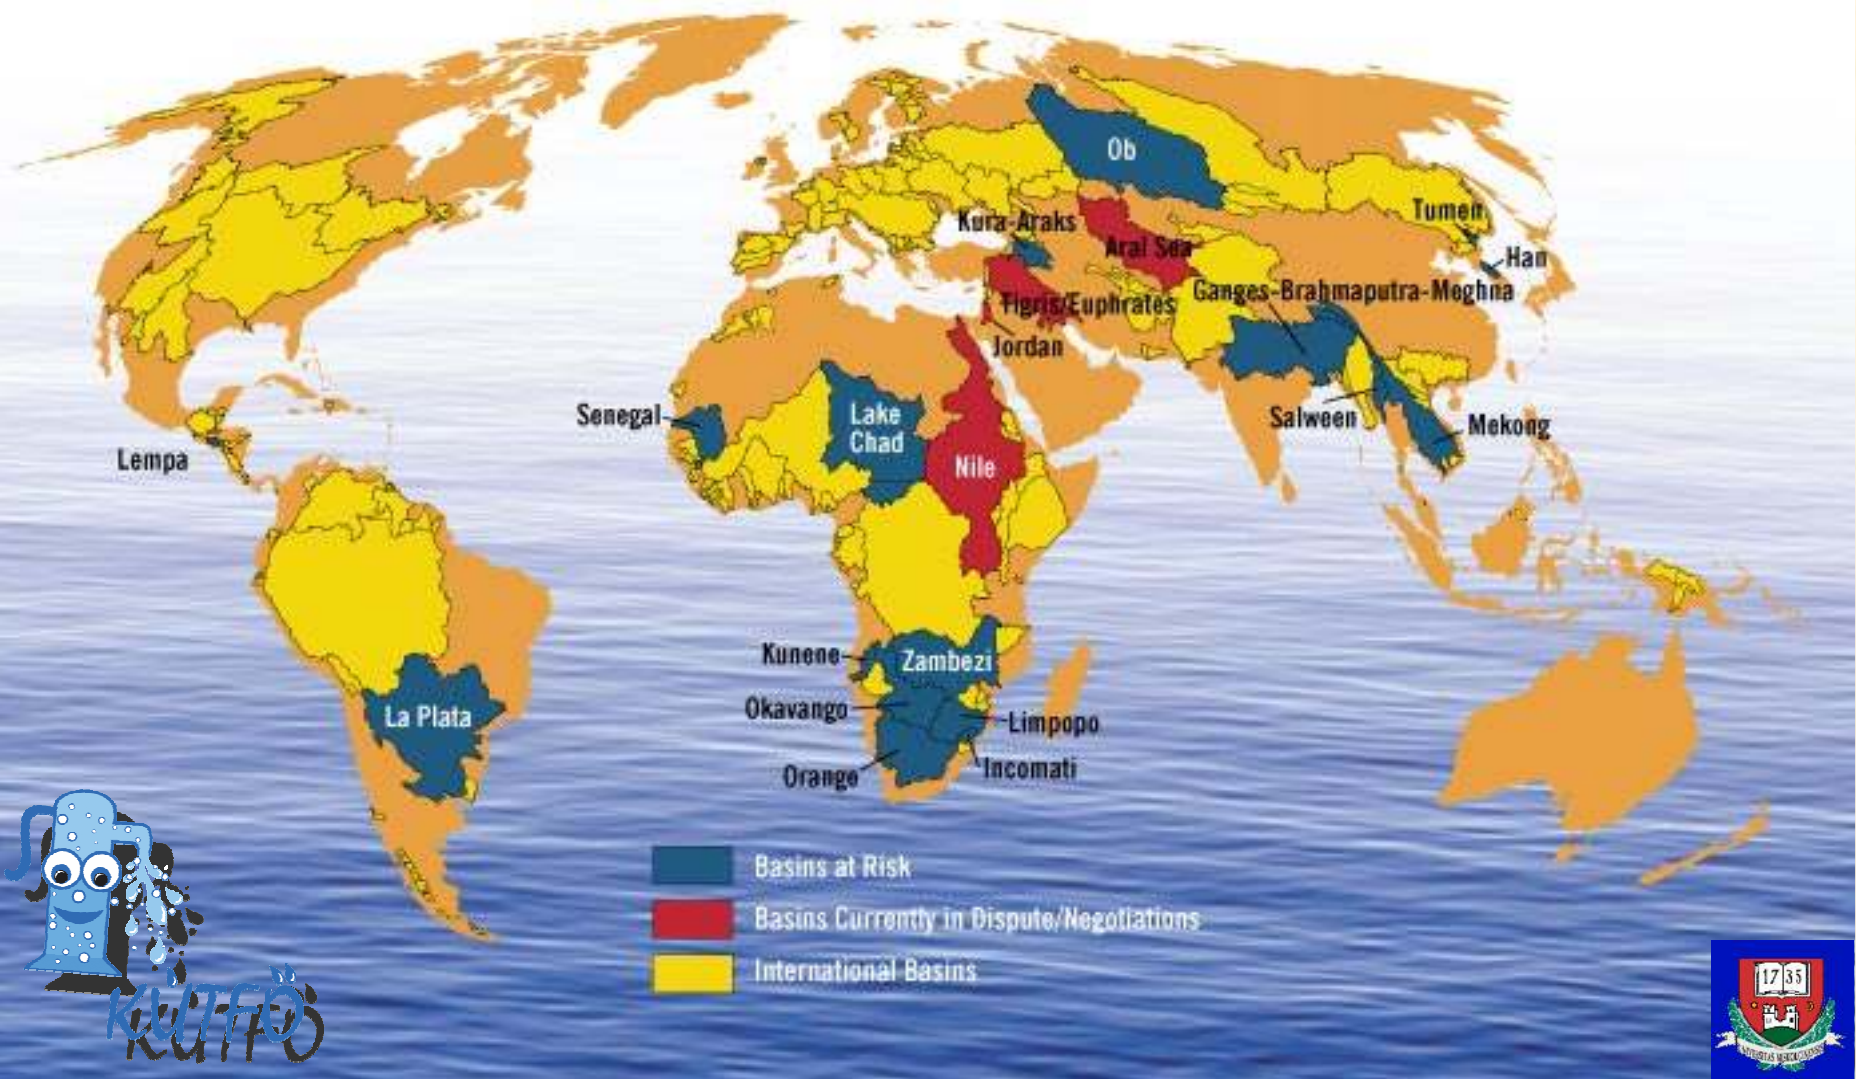 Ob
Tumen
Kura-Araks
Aral Sea
Han
Ganges-Brahmaputra-Meghna
Tigris/Euphrates
Jordan
Senegal
Lake
Chad
Salween
Mekong
Lempa
Nile
Kunene
Zambezi
La Plata
Okavango
Limpopo
Orange
Incomati
Basins at Risk
Basins Currently in Dispute/Negotiations
International Basins
17 35
KUTFŐ